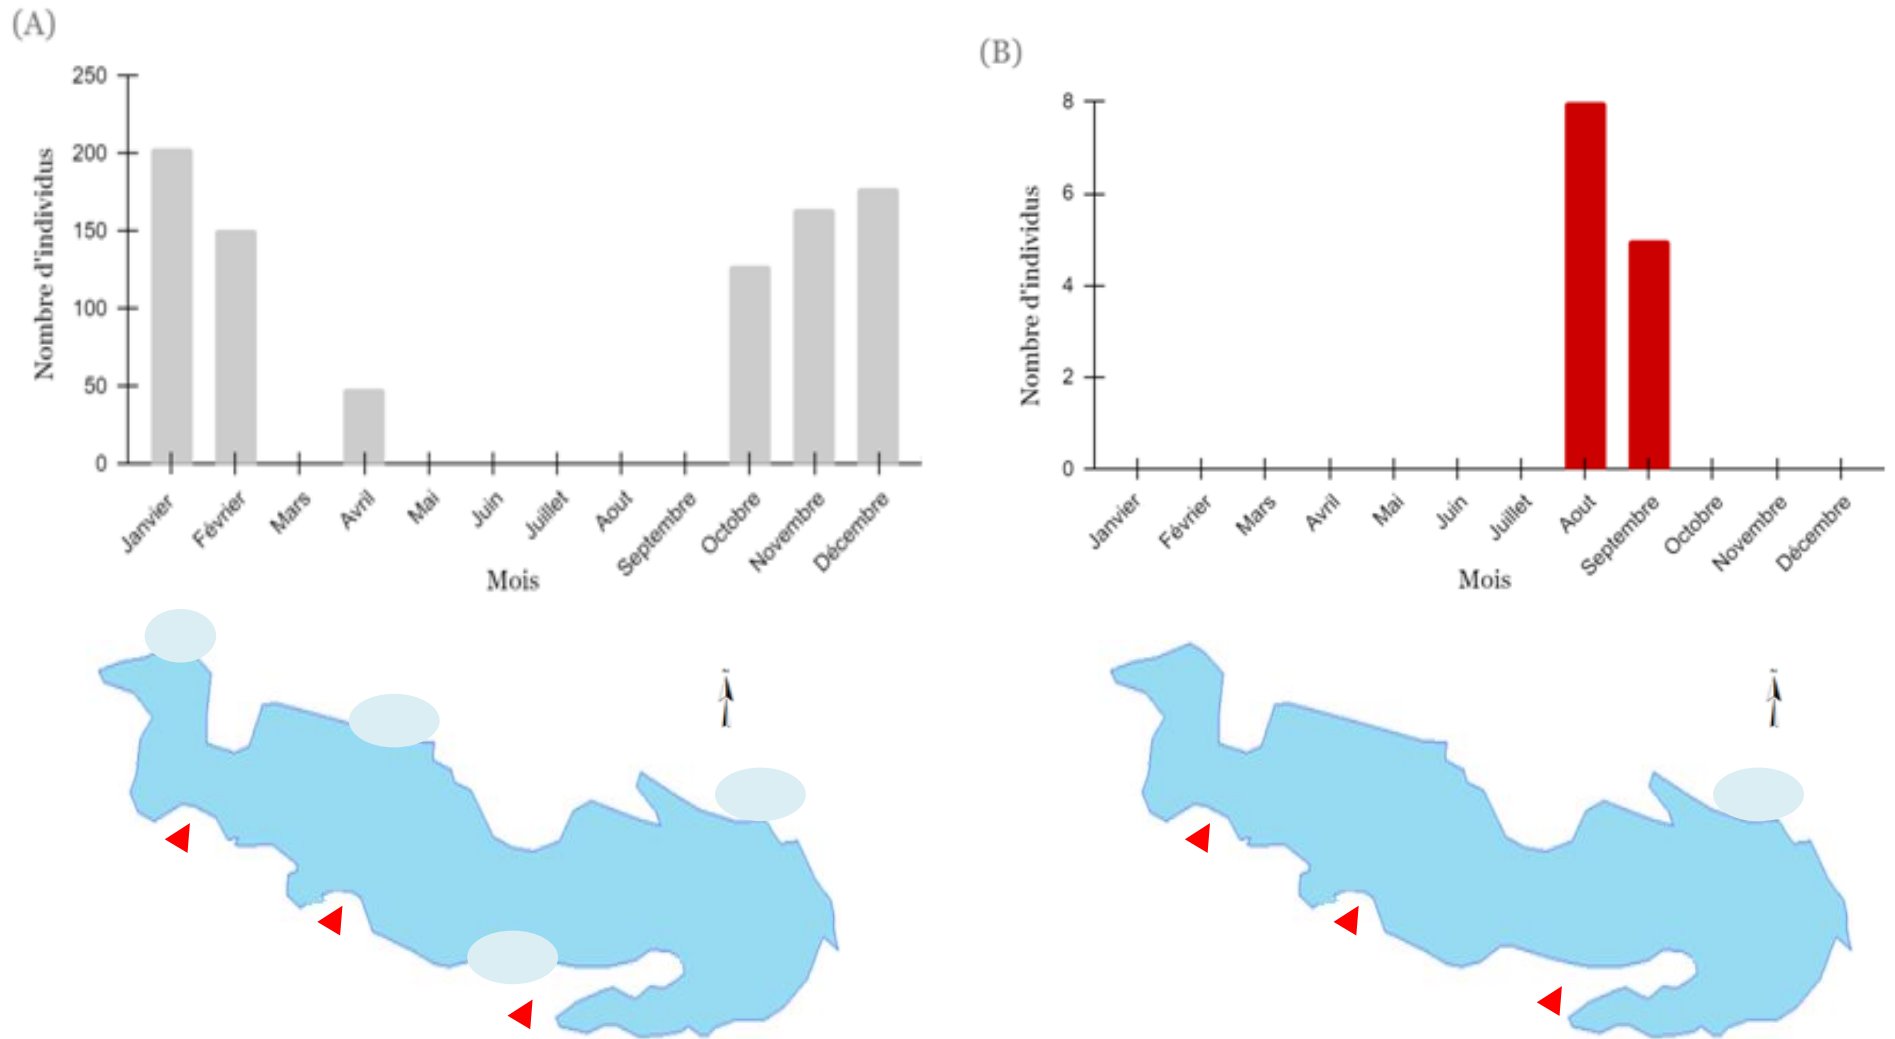 (A)
250
200
150
100
50
0
Nombre d'individus
Janvier
Février
Mars
Avril
Mai
Juin
Juillet
Aout
Septembre
Octobre
Novembre
Décembre
Mois
(B)
8
6
4
2
0
Nombre d'individus
Janvier
Février
Mars
Avril
Mai
Juin
Juillet
Aout
Septembre
Octobre
Novembre
Décembre
Mois